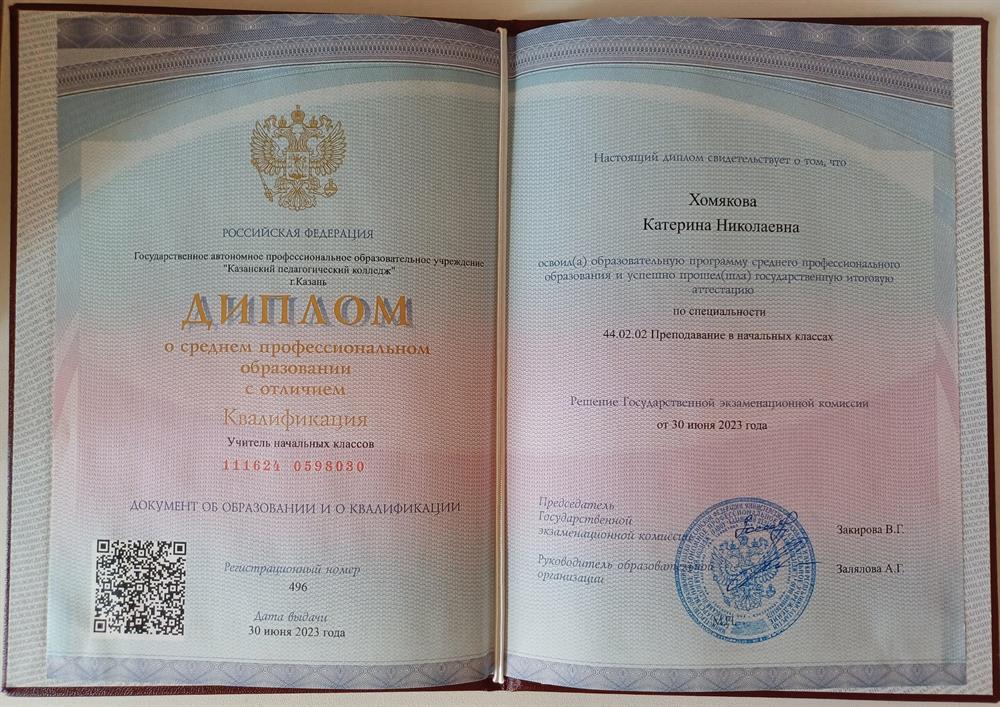 РОССИЙСКАЯ ФЕДЕРАЦИЯ
Государственное автономное профессиональное образовательное учреждение
"Казанский педагогический колледж"
г.Казань
ДИПЛОМ
о среднем профессиональном
образовании
с отличием
Квалификация
Учитель начальных классов
111624 0598030
ДОКУМЕНТ ОБ ОБРАЗОВАНИИ И О КВАЛИФИКАЦИИ
Регистрационный номер
496
Дата выдачи
30 июня 2023 года
Настоящий диплом свидетельствует о том, что
Хомякова
Катерина Николаевна
освоил(а) образовательную программу среднего профессионального
образования и успешно прошел(шла) государственную итоговую
аттестацию
по специальности
44.02.02 Преподавание в начальных классах
Решение Государственной экзаменационной комиссии
от 30 июня 2023 года
Председатель
Государственной
экзаменационной комиссии
Закирова В.Г.
Руководитель образовательной
организации
Залялова А.Г.
М.П.